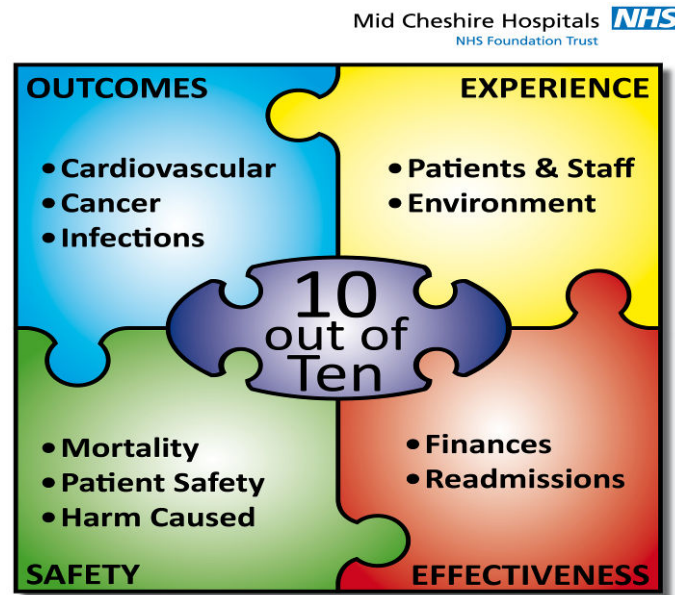 Mid Cheshire Hospitals NHS
NHS Foundation Trust
OUTCOMES
• Cardiovascular
• Cancer
• Infections
EXPERIENCE
• Patients & Staff
• Environment
10
out of
Ten
• Mortality
• Patient Safety
• Harm Caused
SAFETY
• Finances
• Readmissions
EFFECTIVENESS